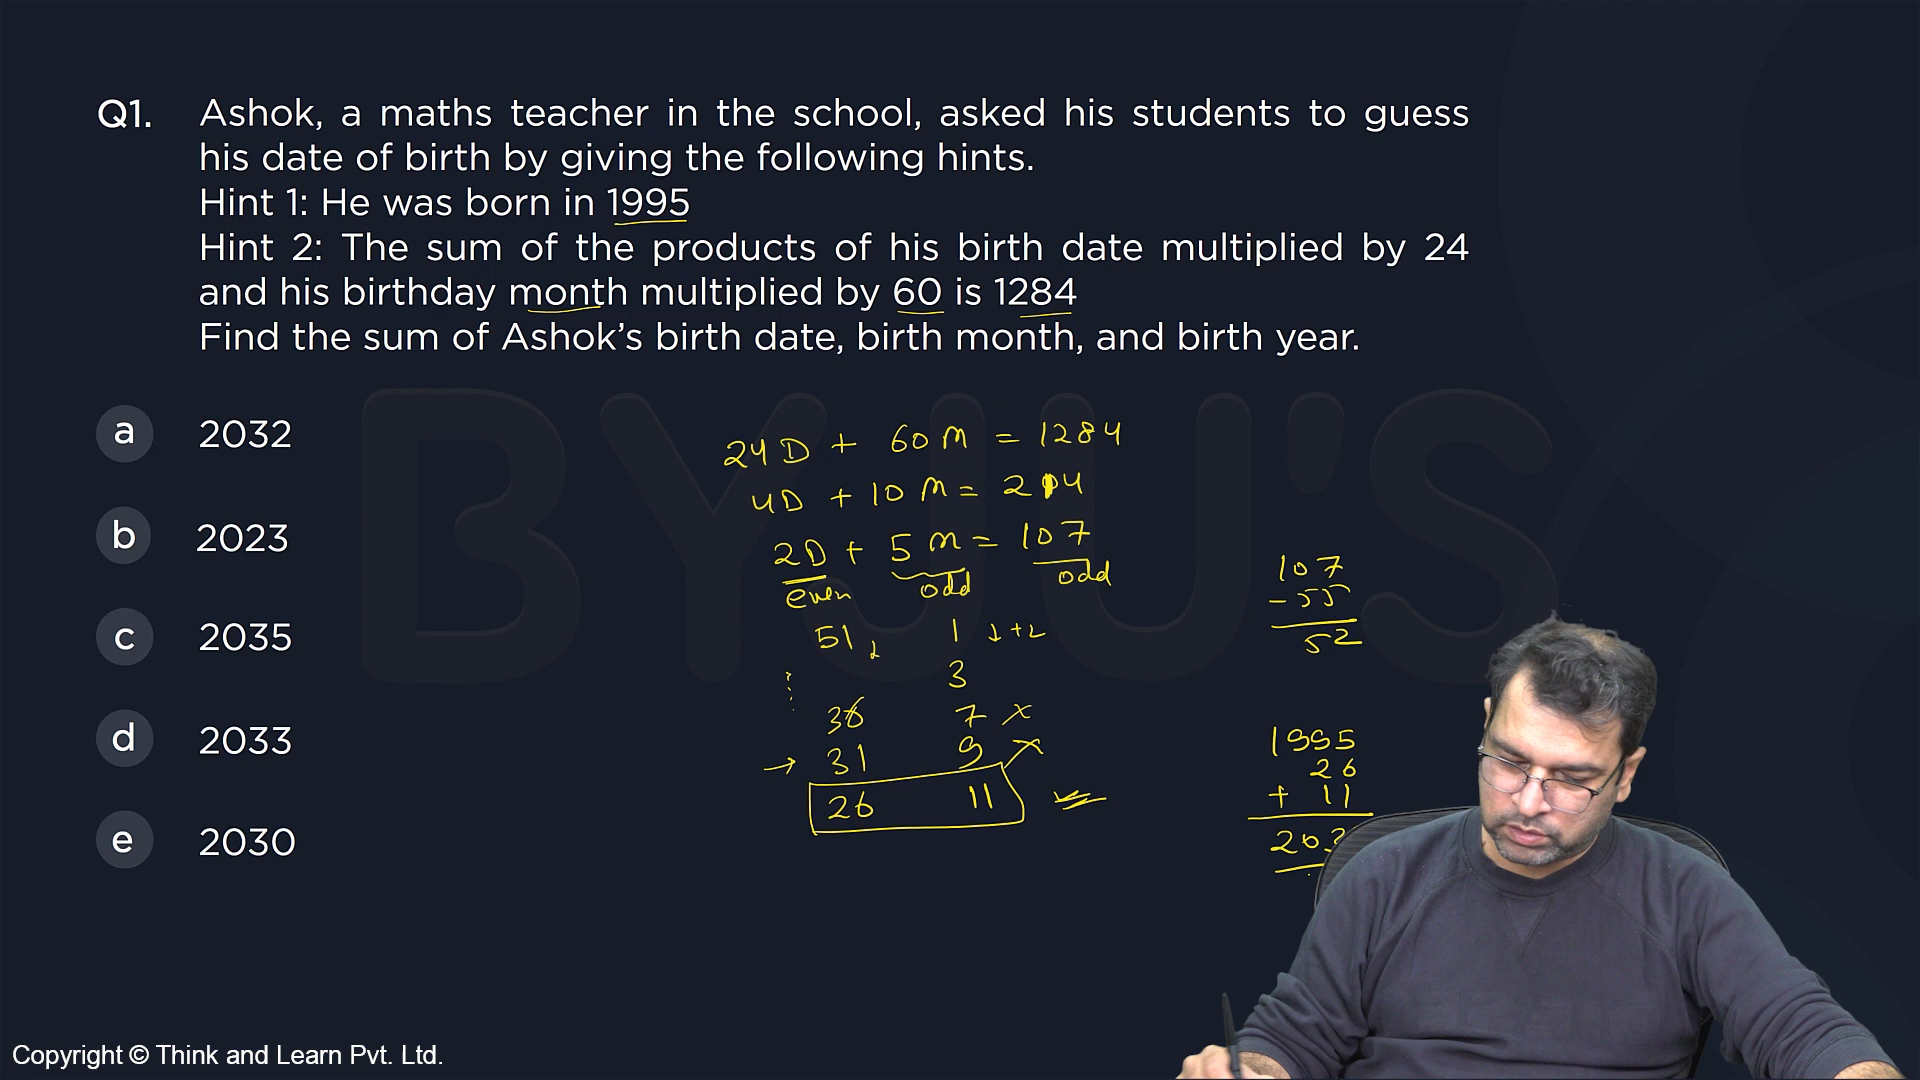 Q1. Ashok, a maths teacher in the school, asked his students to guess
his date of birth by giving the following hints.
Hint 1: He was born in 1995
Hint 2: The sum of the products of his birth date multiplied by 24
and his birthday month multiplied by 60 is 1284
Find the sum of Ashok's birth date, birth month, and birth year.
a 2032
b 2023
c 2035
d 2033
e 2030
BYJU'S
24D + 60M = 1284
4D + 10M = 214
2D + 5M = 107
even odd odd
51 1 1+2
3
36 7 x
31 9 x
→ 26 11
107
- 55
52
1995
26
+ 11
203
Copyright © Think and Learn Pvt. Ltd.